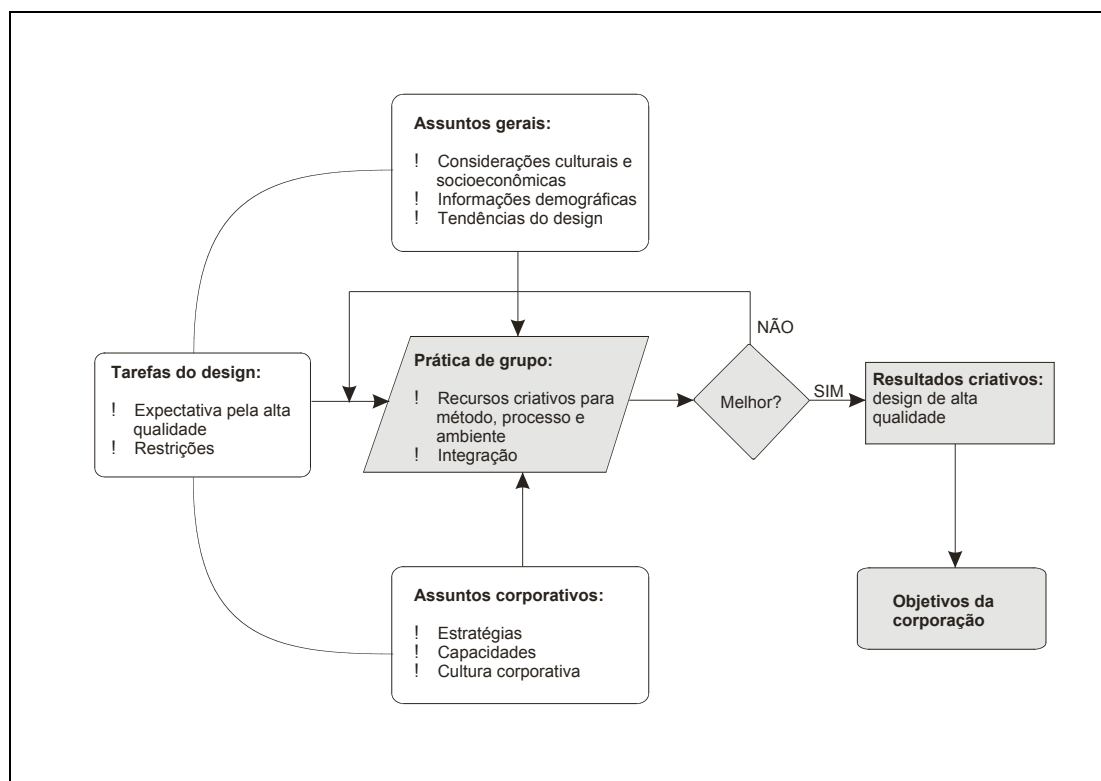 Assuntos gerais:
! Considerações culturais e
socioeconômicas
! Informações demográficas
! Tendências do design
NÃO
Tarefas do design:
! Expectativa pela alta
qualidade
! Restrições
Prática de grupo:
! Recursos criativos para
método, processo e
ambiente
! Integração
Melhor?
SIM
Resultados criativos:
design de alta
qualidade
Assuntos corporativos:
! Estratégias
! Capacidades
! Cultura corporativa
Objetivos da
corporação